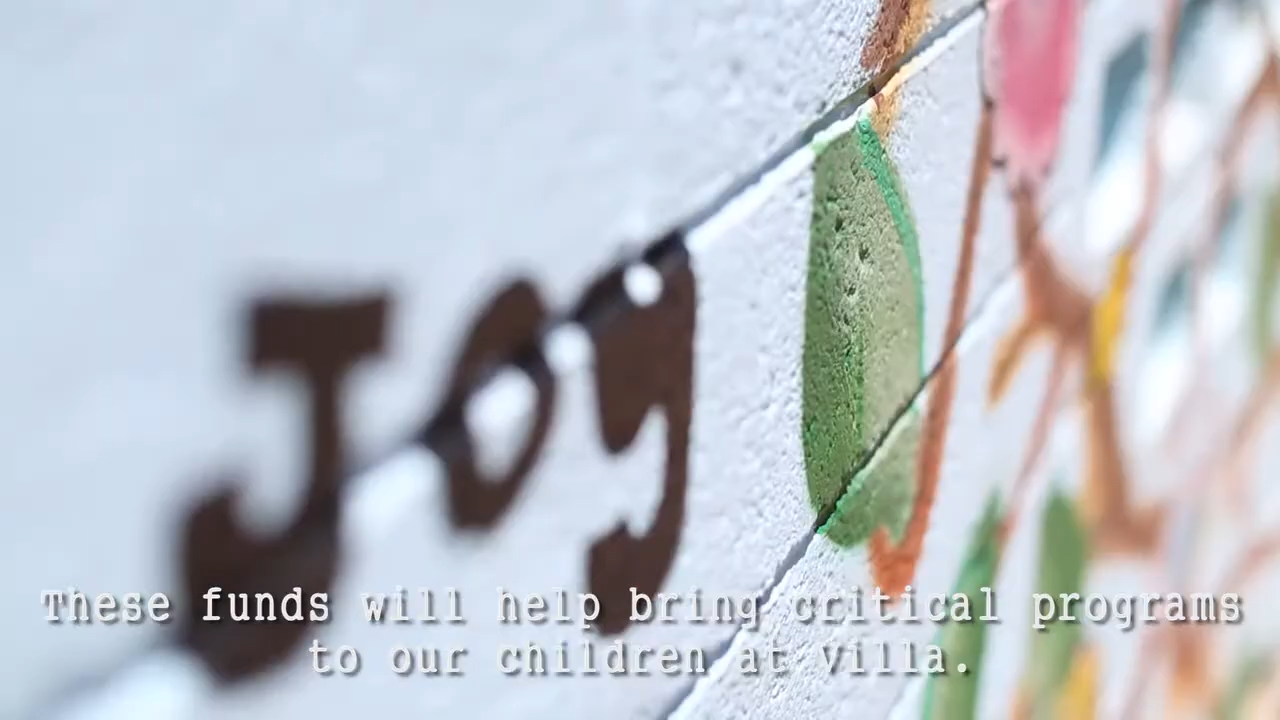 Joy
These funds will help bring critical programs
to our children at villa.